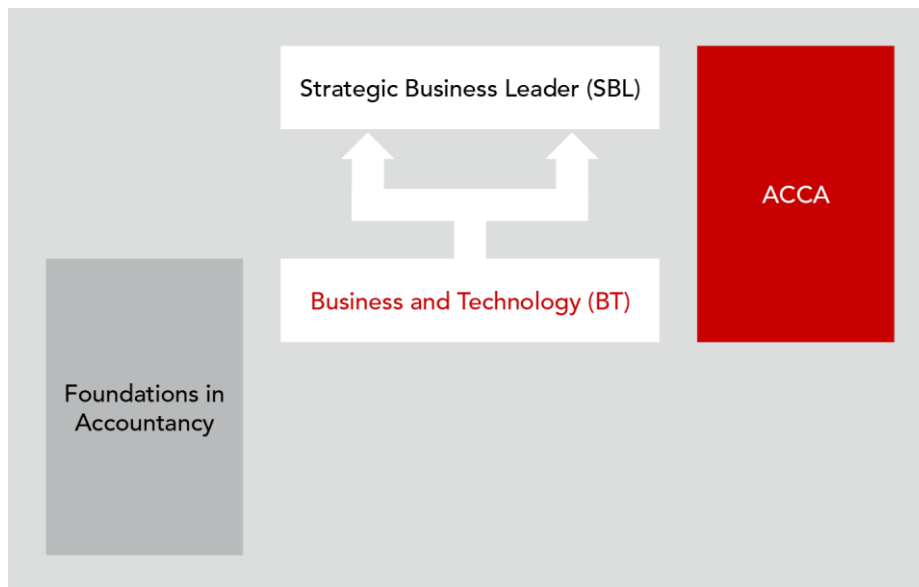 Strategic Business Leader (SBL)
ACCA
Business and Technology (BT)
Foundations in
Accountancy